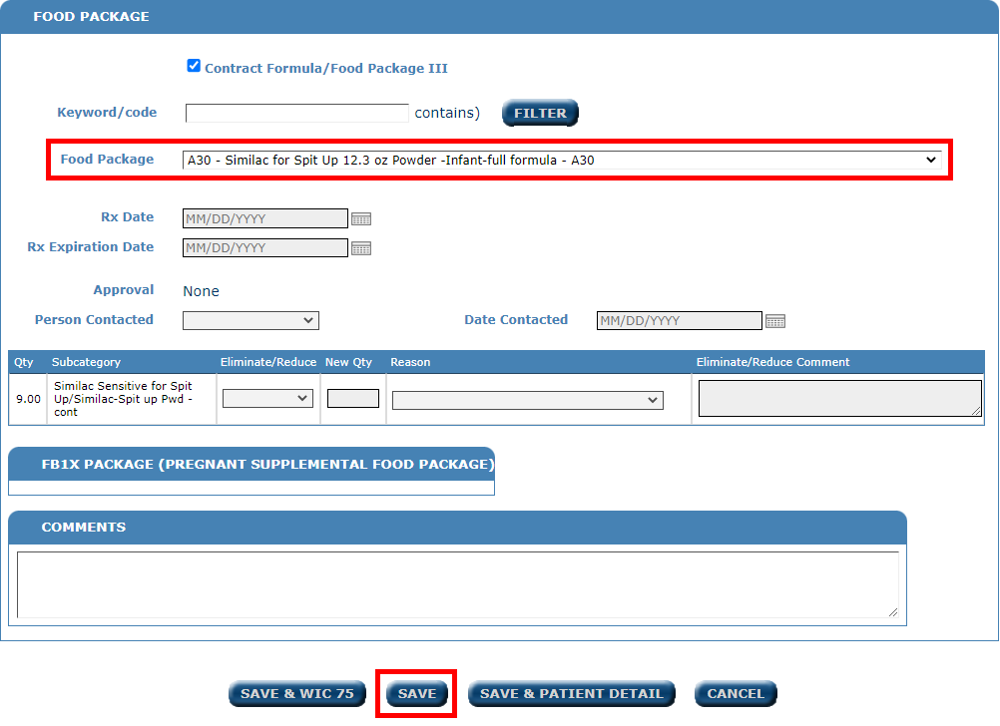 FOOD PACKAGE
Contract Formula/Food Package III
Keyword/code contains) FILTER
Food Package A30 - Similac for Spit Up 12.3 oz Powder -Infant-full formula - A30
Rx Date MM/DD/YYYY
Rx Expiration Date MM/DD/YYYY
Approval None
Person Contacted Date Contacted MM/DD/YYYY
Qty Subcategory Eliminate/Reduce New Qty Reason Eliminate/Reduce Comment
9.00 Similac Sensitive for Spit
Up/Similac-Spit up Pwd -
cont
FB1X PACKAGE (PREGNANT SUPPLEMENTAL FOOD PACKAGE)
COMMENTS
SAVE & WIC 75 SAVE SAVE & PATIENT DETAIL CANCEL